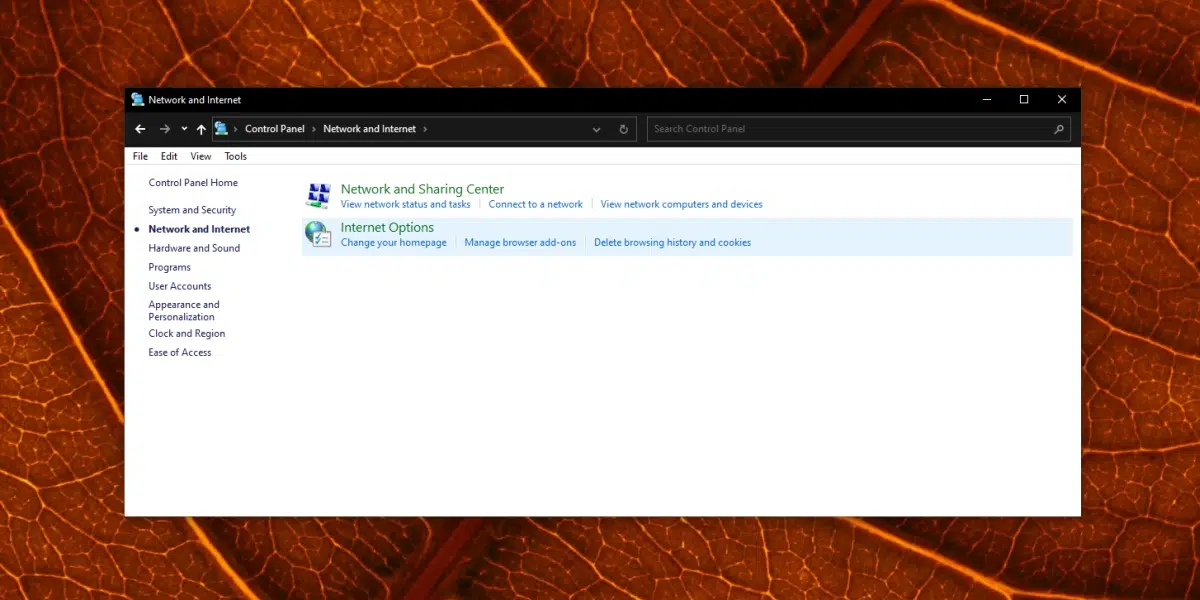 Network and Internet
Control Panel › Network and Internet ›
Search Control Panel
File Edit View Tools
Control Panel Home
System and Security
Network and Internet
Hardware and Sound
Programs
User Accounts
Appearance and
Personalization
Clock and Region
Ease of Access
Network and Sharing Center
View network status and tasks
Connect to a network
View network computers and devices
Internet Options
Change your homepage
Manage browser add-ons
Delete browsing history and cookies